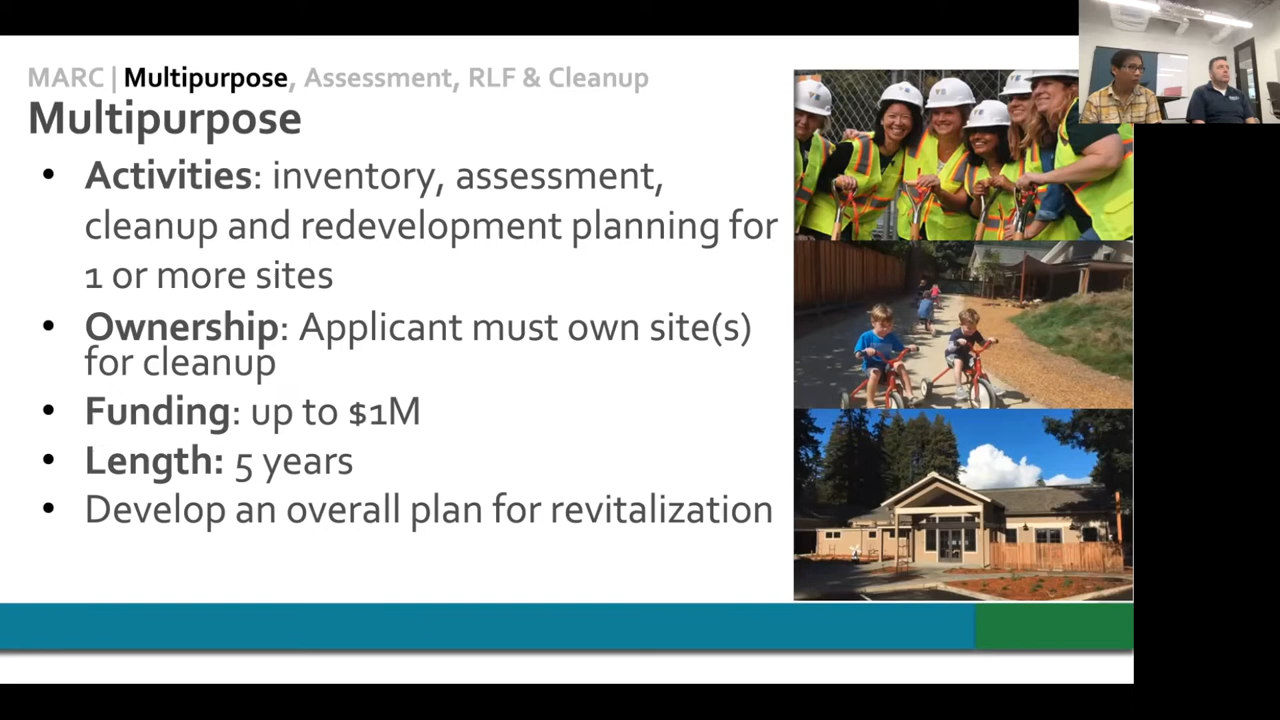 MARC | Multipurpose, Assessment, RLF & Cleanup
Multipurpose
• Activities: inventory, assessment,
cleanup and redevelopment planning for
1 or more sites
• Ownership: Applicant must own site(s)
for cleanup
• Funding: up to $1M
• Length: 5 years
• Develop an overall plan for revitalization